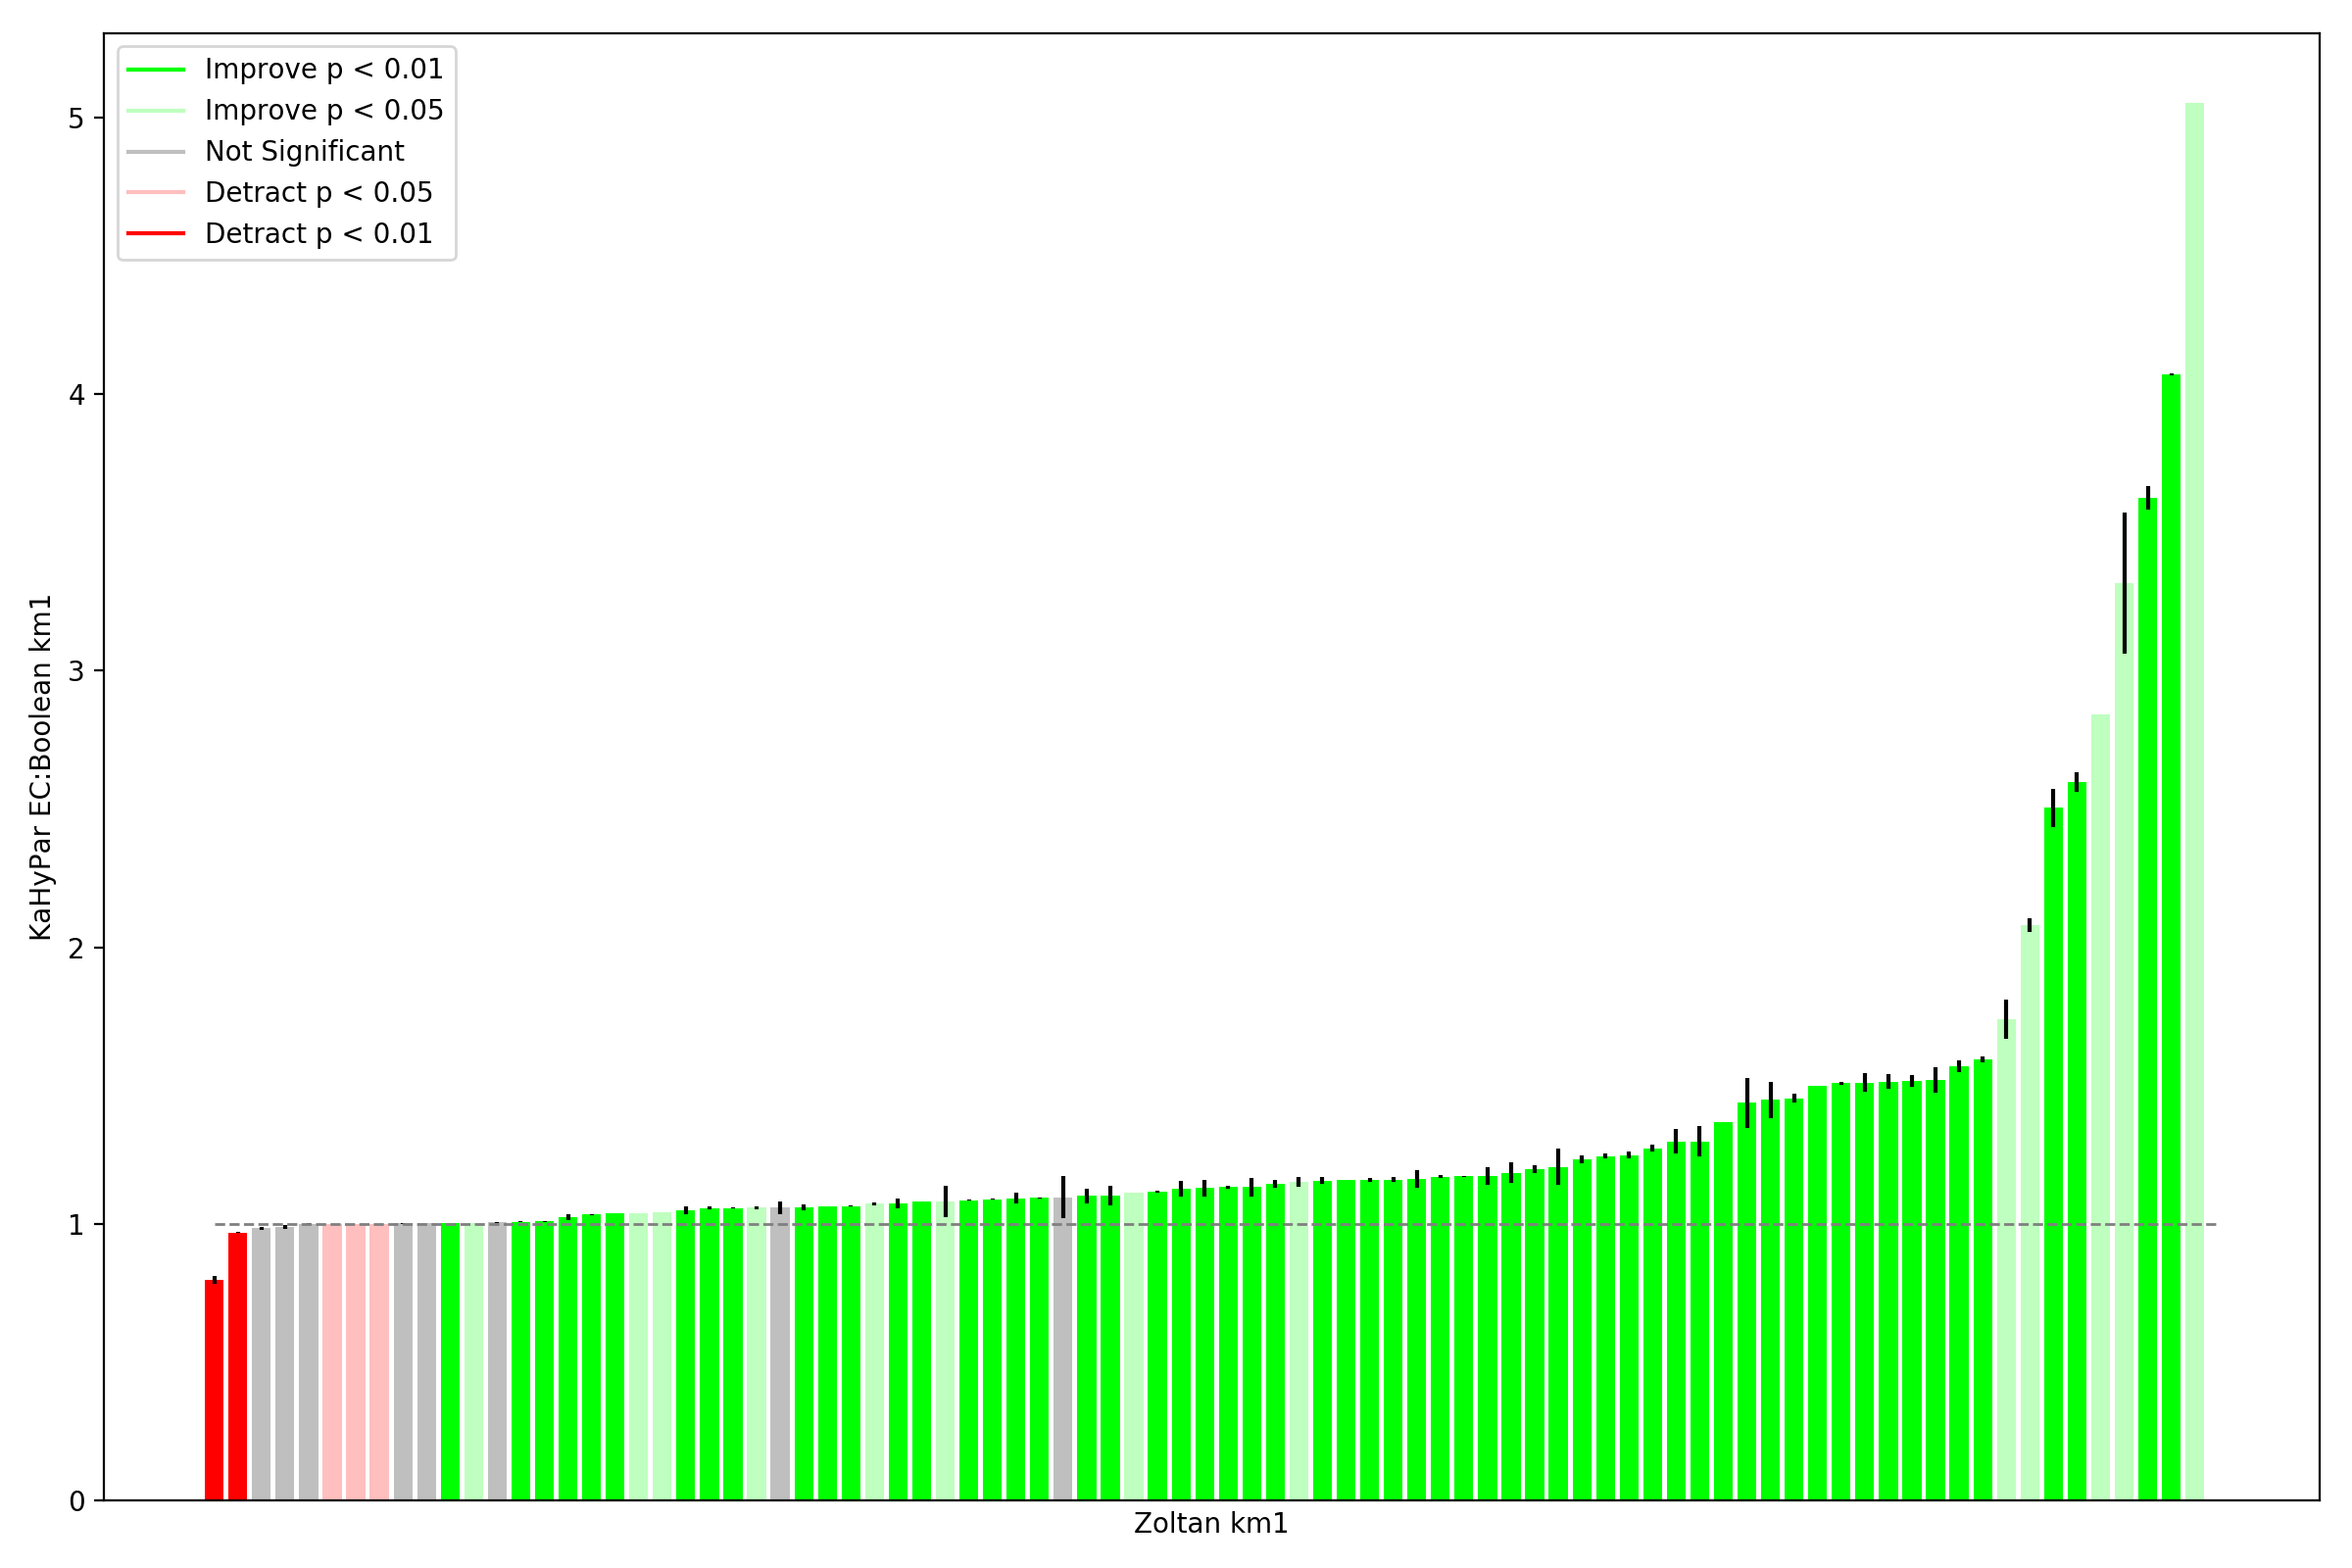 Improve p < 0.01
Improve p < 0.05
Not Significant
Detract p < 0.05
Detract p < 0.01
5
4
3
2
1
0
KaHyPar EC:Boolean km1
Zoltan km1